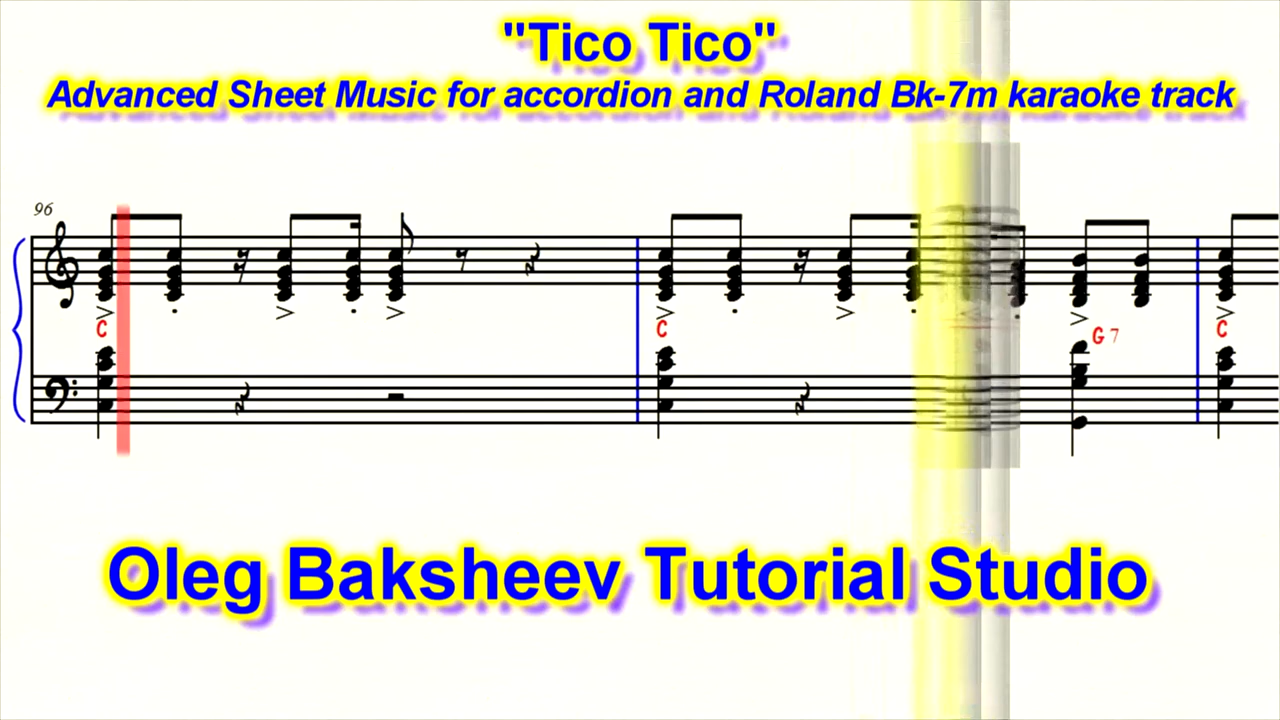 "Tico Tico"
Advanced Sheet Music for accordion and Roland Bk-7m karaoke track
96
C C G 7 C
Oleg Baksheev Tutorial Studio